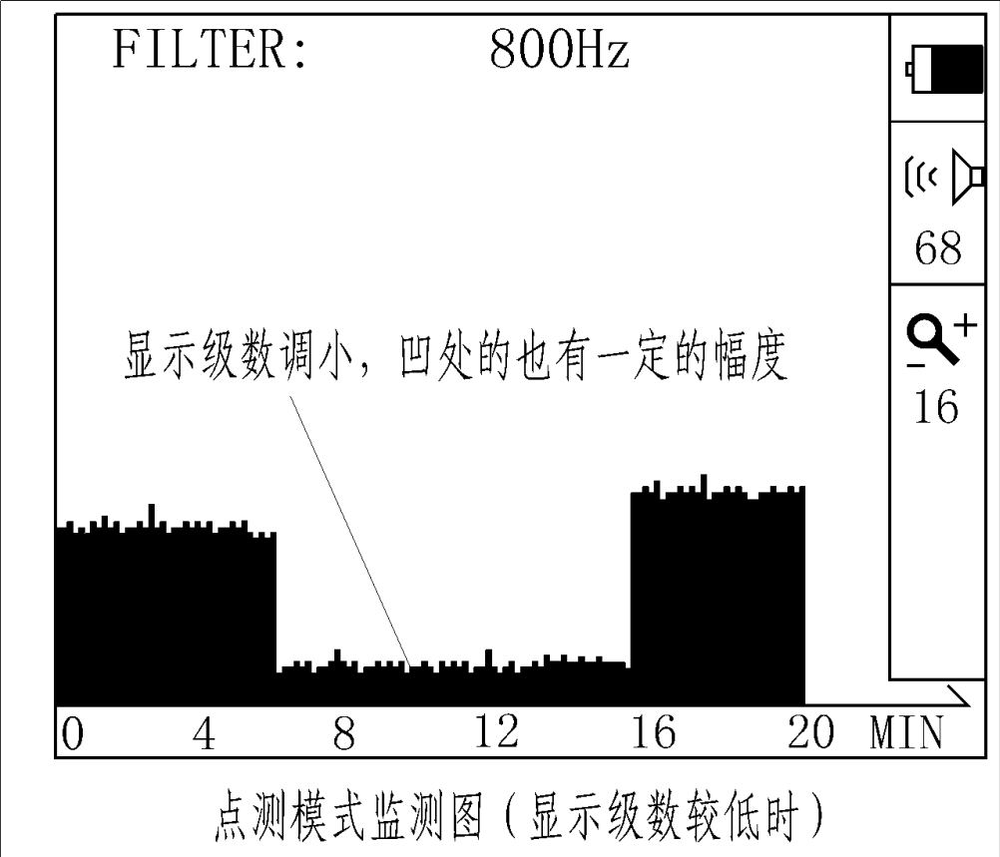 FILTER: 800Hz
68
16
显示级数调小，凹处的也有一定的幅度
0 4 8 12 16 20 MIN
点测模式监测图（显示级数较低时）